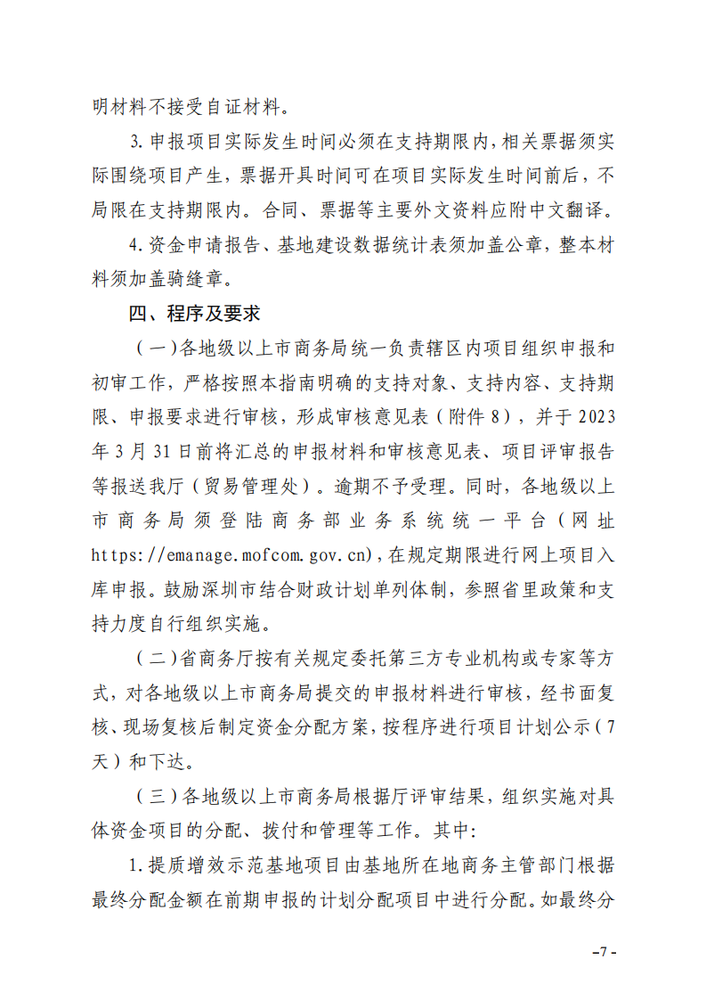 明材料不接受自证材料。
3. 申报项目实际发生时间必须在支持期限内，相关票据须实
际围绕项目产生，票据开具时间可在项目实际发生时间前后，不
局限在支持期限内。合同、票据等主要外文资料应附中文翻译。
4. 资金申请报告、基地建设数据统计表须加盖公章，整本材
料须加盖骑缝章。
四、程序及要求
（一）各地级以上市商务局统一负责辖区内项目组织申报和
初审工作，严格按照本指南明确的支持对象、支持内容、支持期
限、申报要求进行审核，形成审核意见表（附件 8），并于 2023
年 3 月 31 日前将汇总的申报材料和审核意见表、项目评审报告
等报送我厅（贸易管理处）。逾期不予受理。同时，各地级以上
市商务局须登陆商务部业务系统统一平台（网址
https://emanage.mofcom.gov.cn)，在规定期限进行网上项目入
库申报。鼓励深圳市结合财政计划单列体制，参照省里政策和支
持力度自行组织实施。
（二）省商务厅按有关规定委托第三方专业机构或专家等方
式，对各地级以上市商务局提交的申报材料进行审核，经书面复
核、现场复核后制定资金分配方案，按程序进行项目计划公示（7
天）和下达。
（三）各地级以上市商务局根据厅评审结果，组织实施对具
体资金项目的分配、拨付和管理等工作。其中：
1. 提质增效示范基地项目由基地所在地商务主管部门根据
最终分配金额在前期申报的计划分配项目中进行分配。如最终分
-7-